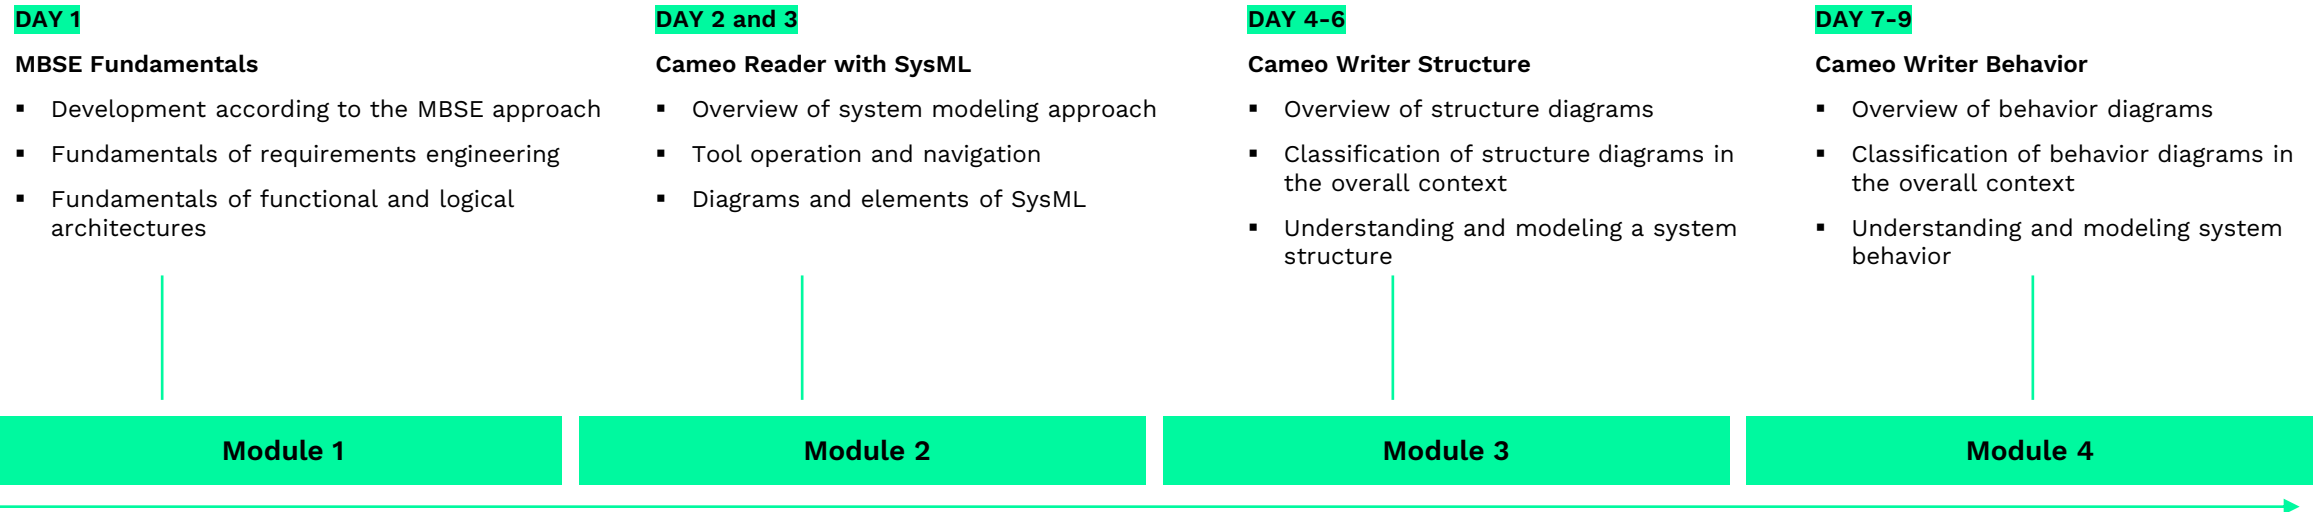 DAY 1
MBSE Fundamentals
▪ Development according to the MBSE approach
▪ Fundamentals of requirements engineering
▪ Fundamentals of functional and logical
architectures
DAY 2 and 3
Cameo Reader with SysML
▪ Overview of system modeling approach
▪ Tool operation and navigation
▪ Diagrams and elements of SysML
DAY 4-6
Cameo Writer Structure
▪ Overview of structure diagrams
▪ Classification of structure diagrams in
the overall context
▪ Understanding and modeling a system
structure
DAY 7-9
Cameo Writer Behavior
▪ Overview of behavior diagrams
▪ Classification of behavior diagrams in
the overall context
▪ Understanding and modeling system
behavior
Module 1
Module 2
Module 3
Module 4